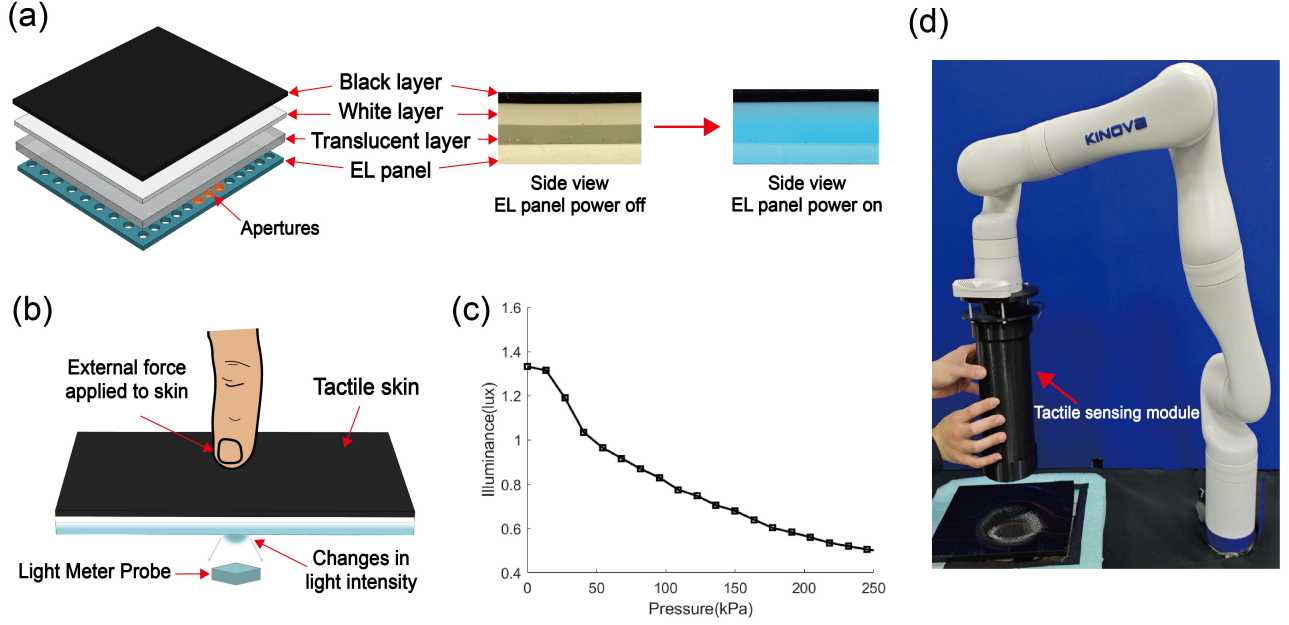 (a)
Black layer
White layer
Translucent layer
EL panel
Apertures
Side view
EL panel power off
Side view
EL panel power on
(b)
External force
applied to skin
Tactile skin
Light Meter Probe
Changes in
light intensity
(c)
1.6
1.4
1.2
1
0.8
0.6
0.4
Illuminance(lux)
0
50
100
150
200
250
Pressure(kPa)
(d)
KINOVA
Tactile sensing module